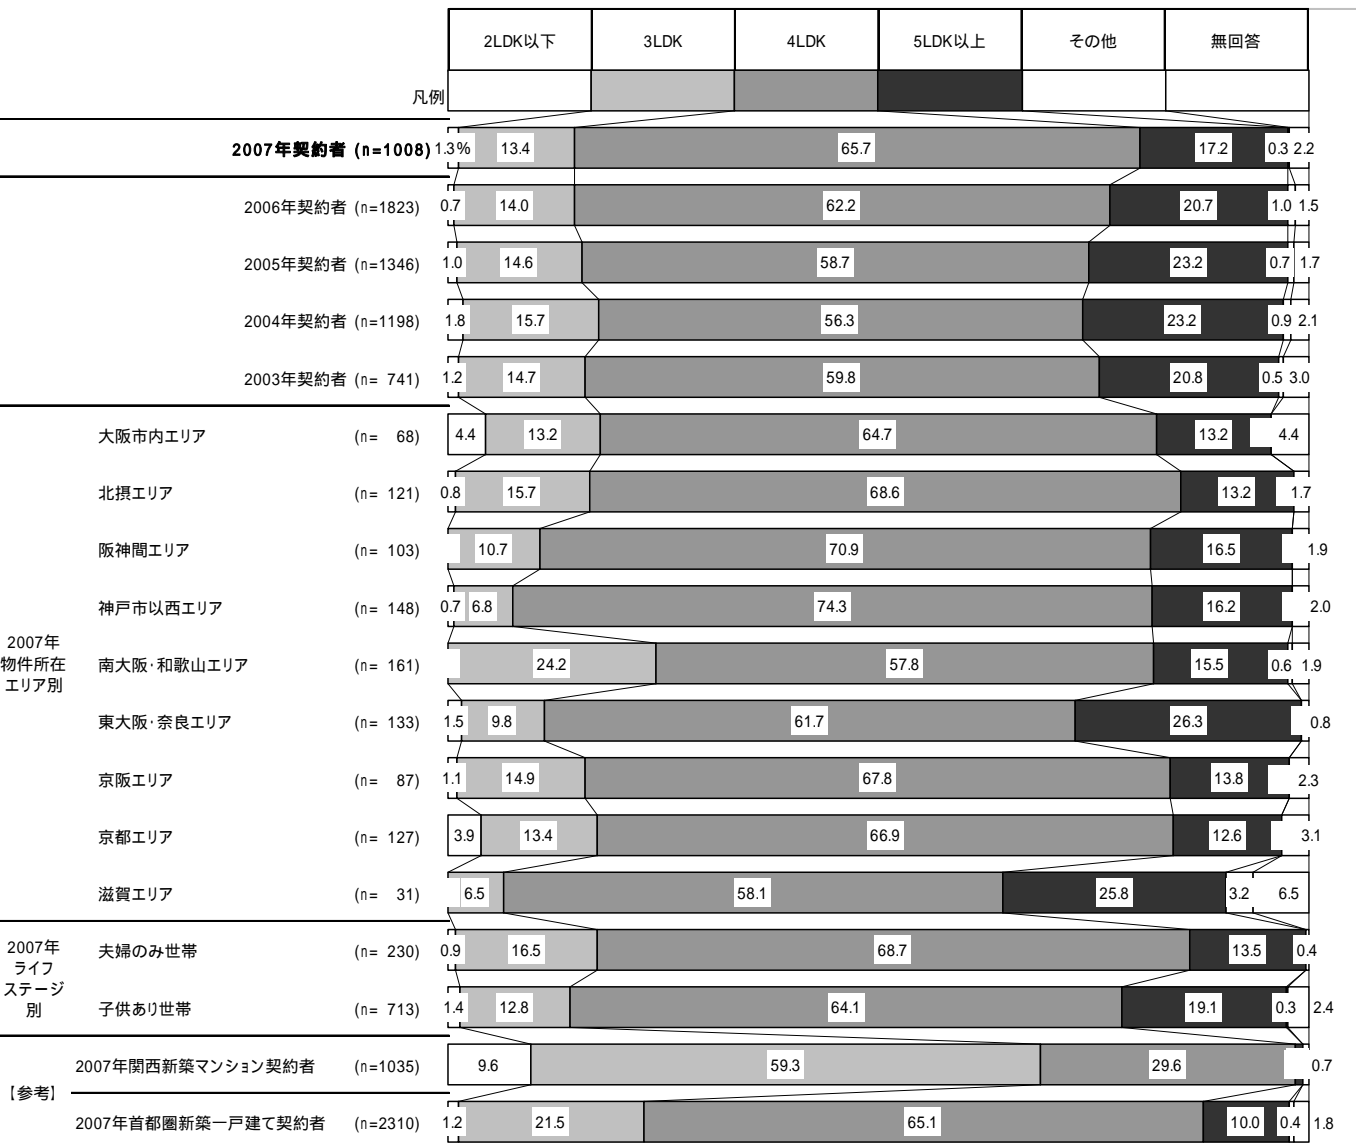 2LDK以下 3LDK 4LDK 5LDK以上 その他 無回答
凡例
2007年契約者 (n=1008) 1.3% 13.4 65.7 17.2 0.3 2.2
2006年契約者 (n=1823) 0.7 14.0 62.2 20.7 1.0 1.5
2005年契約者 (n=1346) 1.0 14.6 58.7 23.2 0.7 1.7
2004年契約者 (n=1198) 1.8 15.7 56.3 23.2 0.9 2.1
2003年契約者 (n= 741) 1.2 14.7 59.8 20.8 0.5 3.0
2007年
物件所在
エリア別
大阪市内エリア (n= 68) 4.4 13.2 64.7 13.2 4.4
北摂エリア (n= 121) 0.8 15.7 68.6 13.2 1.7
阪神間エリア (n= 103) 10.7 70.9 16.5 1.9
神戸市以西エリア (n= 148) 0.7 6.8 74.3 16.2 2.0
南大阪･和歌山エリア (n= 161) 24.2 57.8 15.5 0.6 1.9
東大阪･奈良エリア (n= 133) 1.5 9.8 61.7 26.3 0.8
京阪エリア (n= 87) 1.1 14.9 67.8 13.8 2.3
京都エリア (n= 127) 3.9 13.4 66.9 12.6 3.1
滋賀エリア (n= 31) 6.5 58.1 25.8 3.2 6.5
2007年
ライフ
ステージ
別
夫婦のみ世帯 (n= 230) 0.9 16.5 68.7 13.5 0.4
子供あり世帯 (n= 713) 1.4 12.8 64.1 19.1 0.3 2.4
【参考】
2007年関西新築マンション契約者 (n=1035) 9.6 59.3 29.6 0.7
2007年首都圏新築一戸建て契約者 (n=2310) 1.2 21.5 65.1 10.0 0.4 1.8